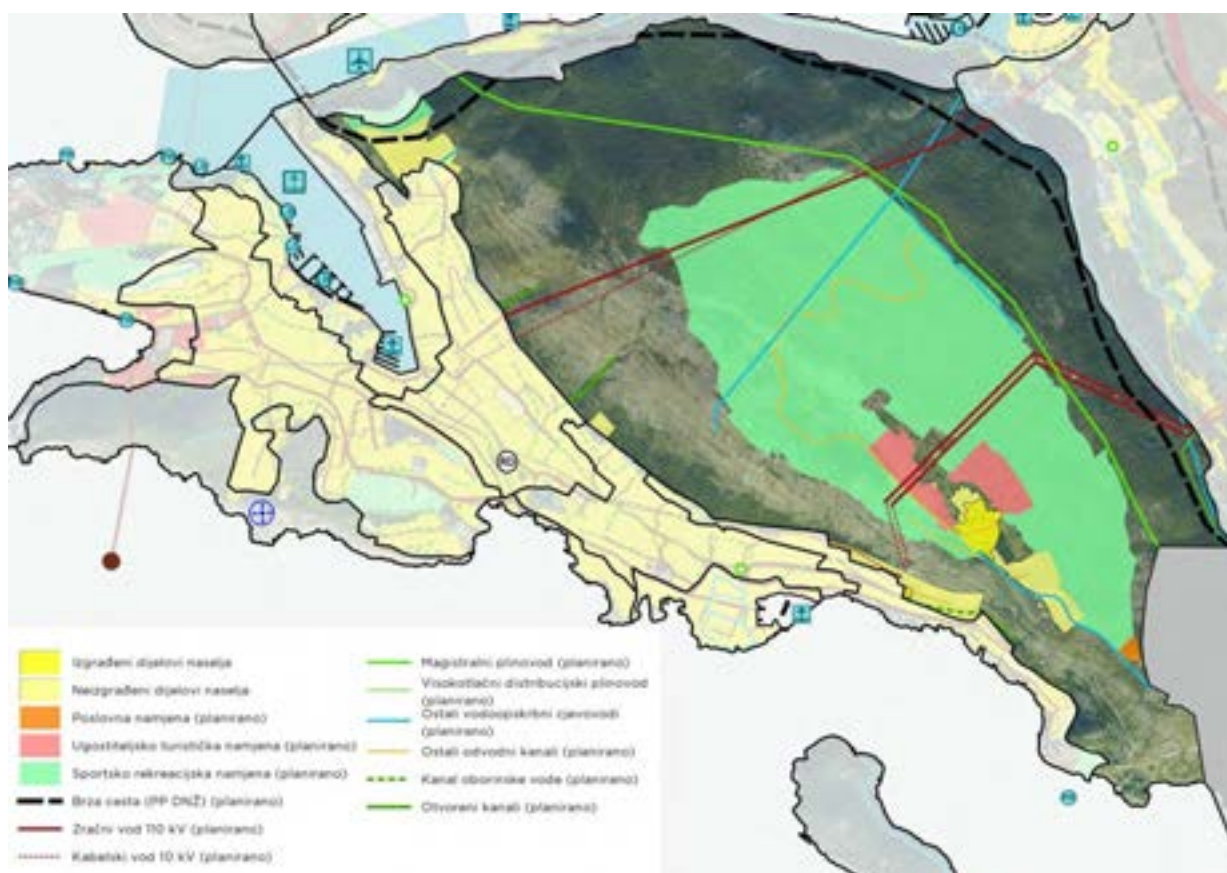 Izgrađeni dijelovi naselja
Neizgrađeni dijelovi naselja
Poslovna namjena (planirano)
Ugostiteljsko turistička namjena (planirano)
Sportsko rekreacijska namjena (planirano)
Brza cesta (PP DNŽ) (planirano)
Zračni vod 110 kV (planirano)
Kabelski vod 10 kV (planirano)
Magistralni plinovod (planirano)
Visokotlačni distribucijski plinovod
(planirano)
Ostali vodoopskrbni cjevovodi
(planirano)
Ostali odvodni kanali (planirano)
Kanal oborinske vode (planirano)
Otvoreni kanali (planirano)